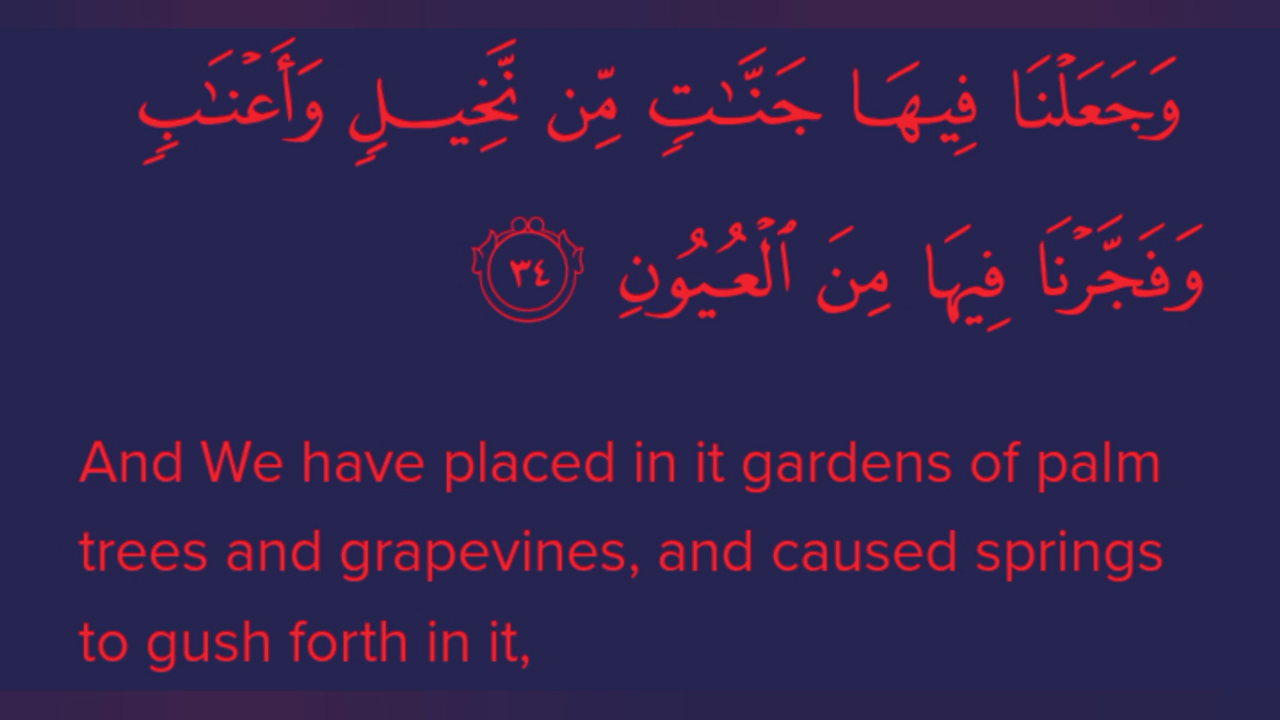 وَجَعَلْنَا فِيهَا جَنَّـٰتٍ مِّن نَّخِيلٍ وَأَعْنَـٰبٍ
وَفَجَّرْنَا فِيهَا مِنَ ٱلْعُيُونِ ٣٤
And We have placed in it gardens of palm
trees and grapevines, and caused springs
to gush forth in it,